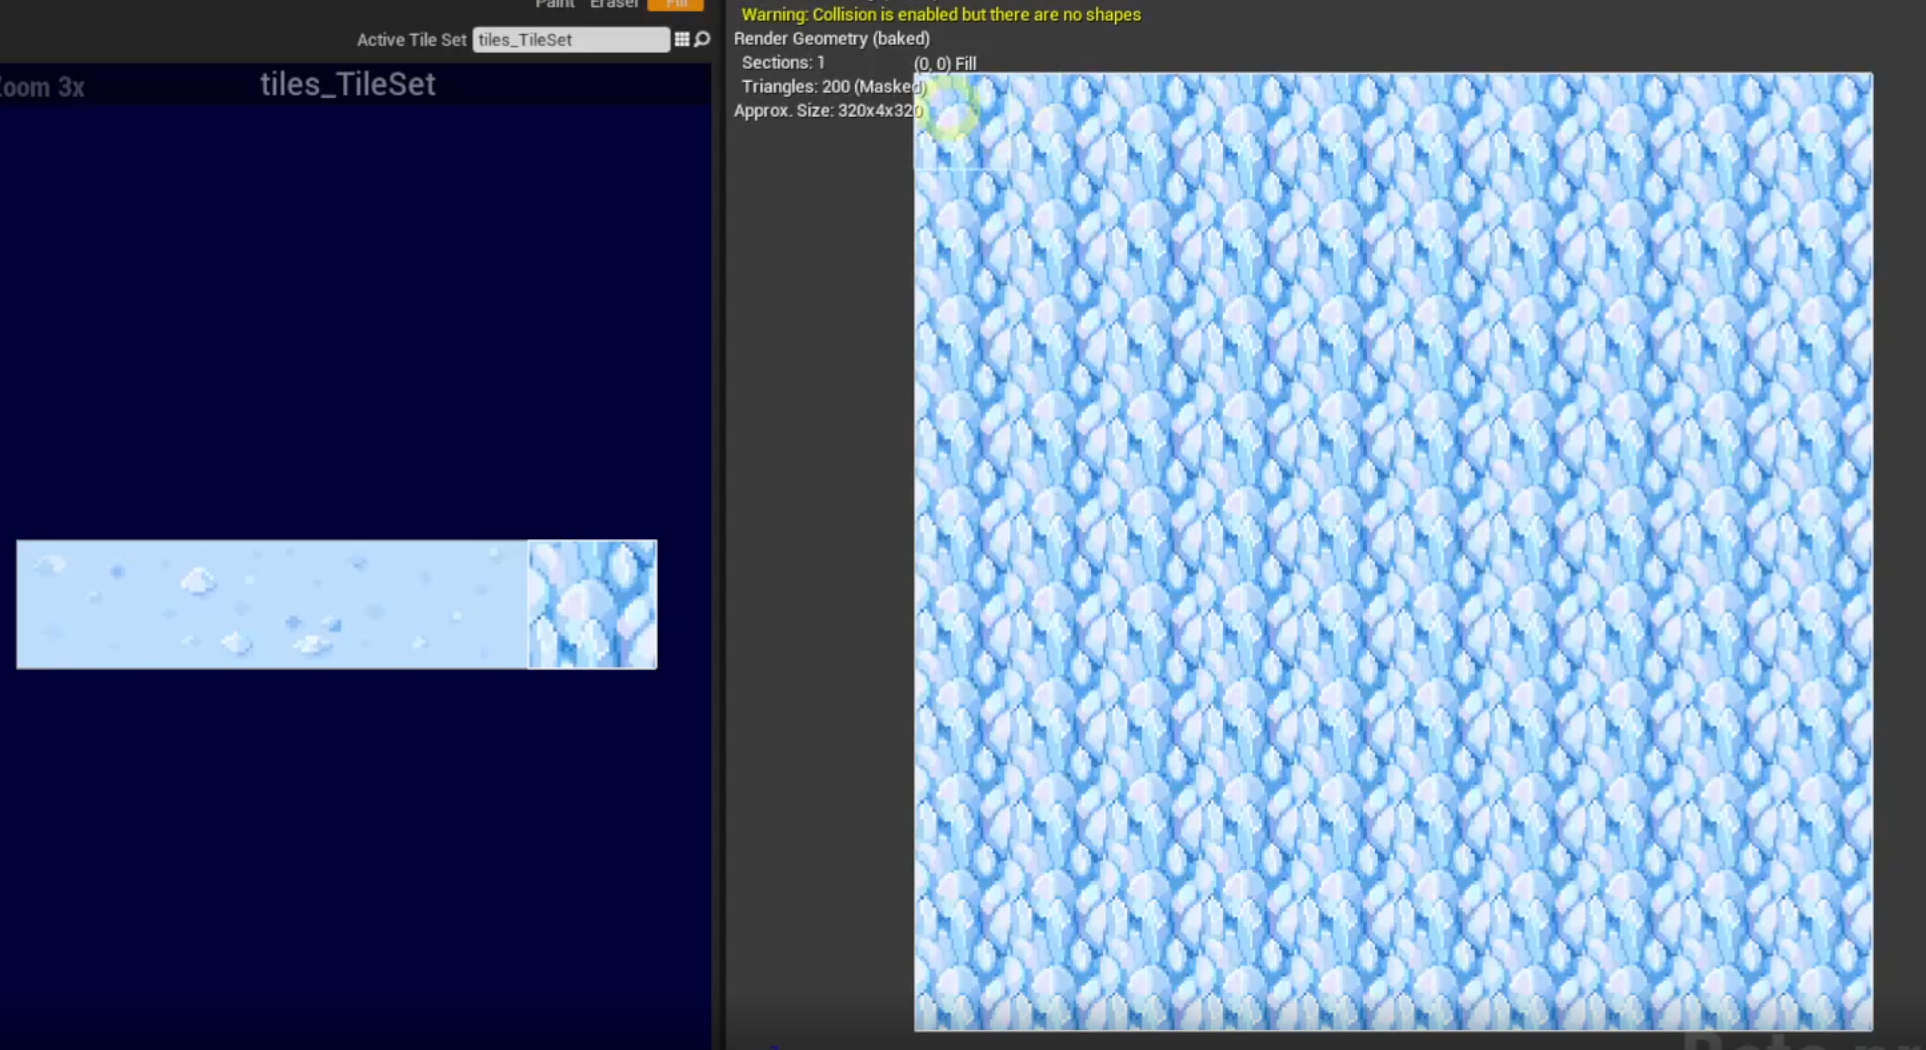 Paint Eraser Fill
Active Tile Set tiles_TileSet
Zoom 3x
tiles_TileSet
Warning: Collision is enabled but there are no shapes
Render Geometry (baked)
Sections: 1
(0, 0) Fill
Triangles: 200 (Masked)
Approx. Size: 320x4x320